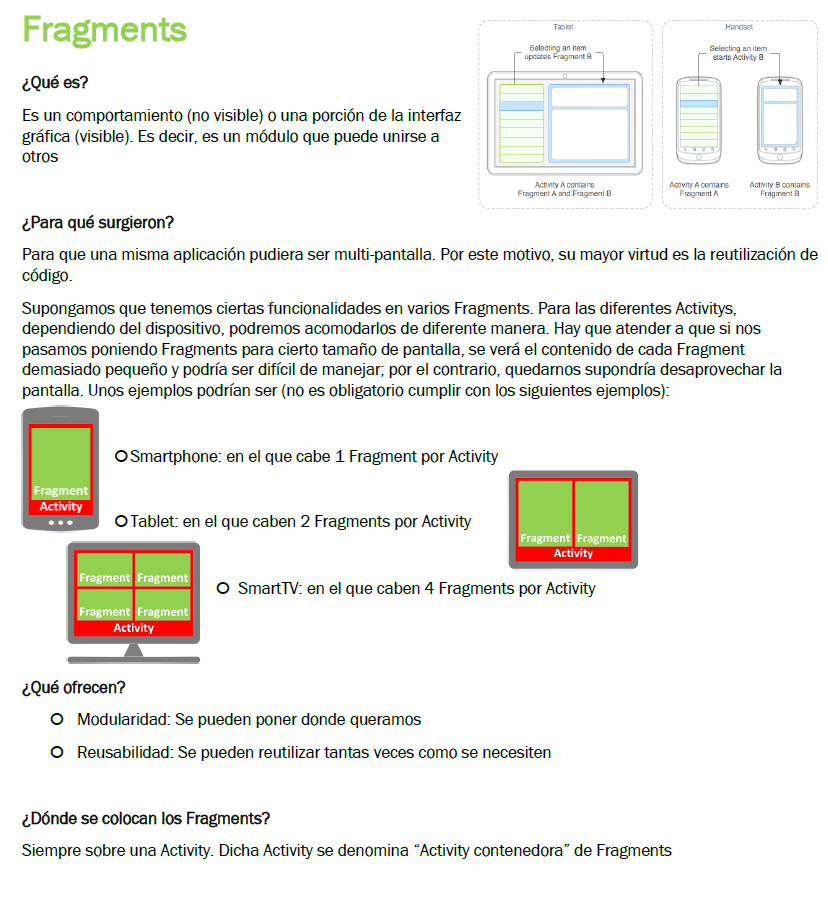 Fragments
Tablet
Handset
Selecting an item
updates Fragment B
Selecting an item
starts Activity B
Activity A contains
Fragment A and Fragment B
Activity A contains
Fragment A
Activity B contains
Fragment B
¿Qué es?
Es un comportamiento (no visible) o una porción de la interfaz
gráfica (visible). Es decir, es un módulo que puede unirse a
otros
¿Para qué surgieron?
Para que una misma aplicación pudiera ser multi-pantalla. Por este motivo, su mayor virtud es la reutilización de
código.
Supongamos que tenemos ciertas funcionalidades en varios Fragments. Para las diferentes Activitys,
dependiendo del dispositivo, podremos acomodarlos de diferente manera. Hay que atender a que si nos
pasamos poniendo Fragments para cierto tamaño de pantalla, se verá el contenido de cada Fragment
demasiado pequeño y podría ser difícil de manejar; por el contrario, quedarnos supondría desaprovechar la
pantalla. Unos ejemplos podrían ser (no es obligatorio cumplir con los siguientes ejemplos):
Fragment
Activity
Smartphone: en el que cabe 1 Fragment por Activity
Tablet: en el que caben 2 Fragments por Activity
Fragment Fragment
Activity
Fragment Fragment
Fragment Fragment
Activity
SmartTV: en el que caben 4 Fragments por Activity
¿Qué ofrecen?
Modularidad: Se pueden poner donde queramos
Reusabilidad: Se pueden reutilizar tantas veces como se necesiten
¿Dónde se colocan los Fragments?
Siempre sobre una Activity. Dicha Activity se denomina “Activity contenedora” de Fragments